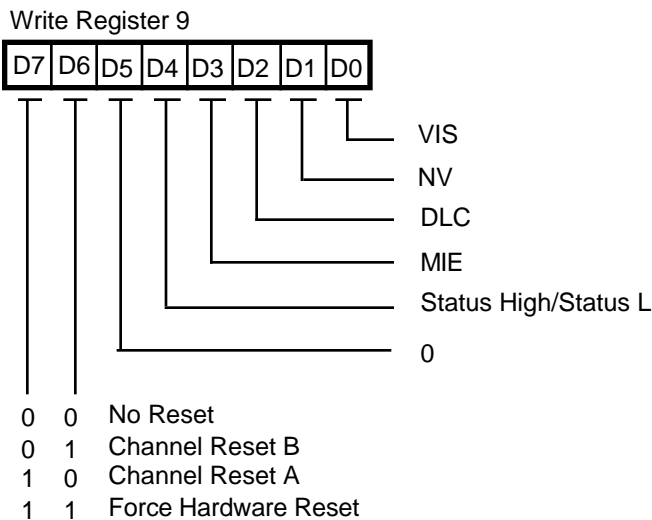 Write Register 9
D7 D6 D5 D4 D3 D2 D1 D0
VIS
NV
DLC
MIE
Status High/Status L
0
0 0 No Reset
0 1 Channel Reset B
1 0 Channel Reset A
1 1 Force Hardware Reset